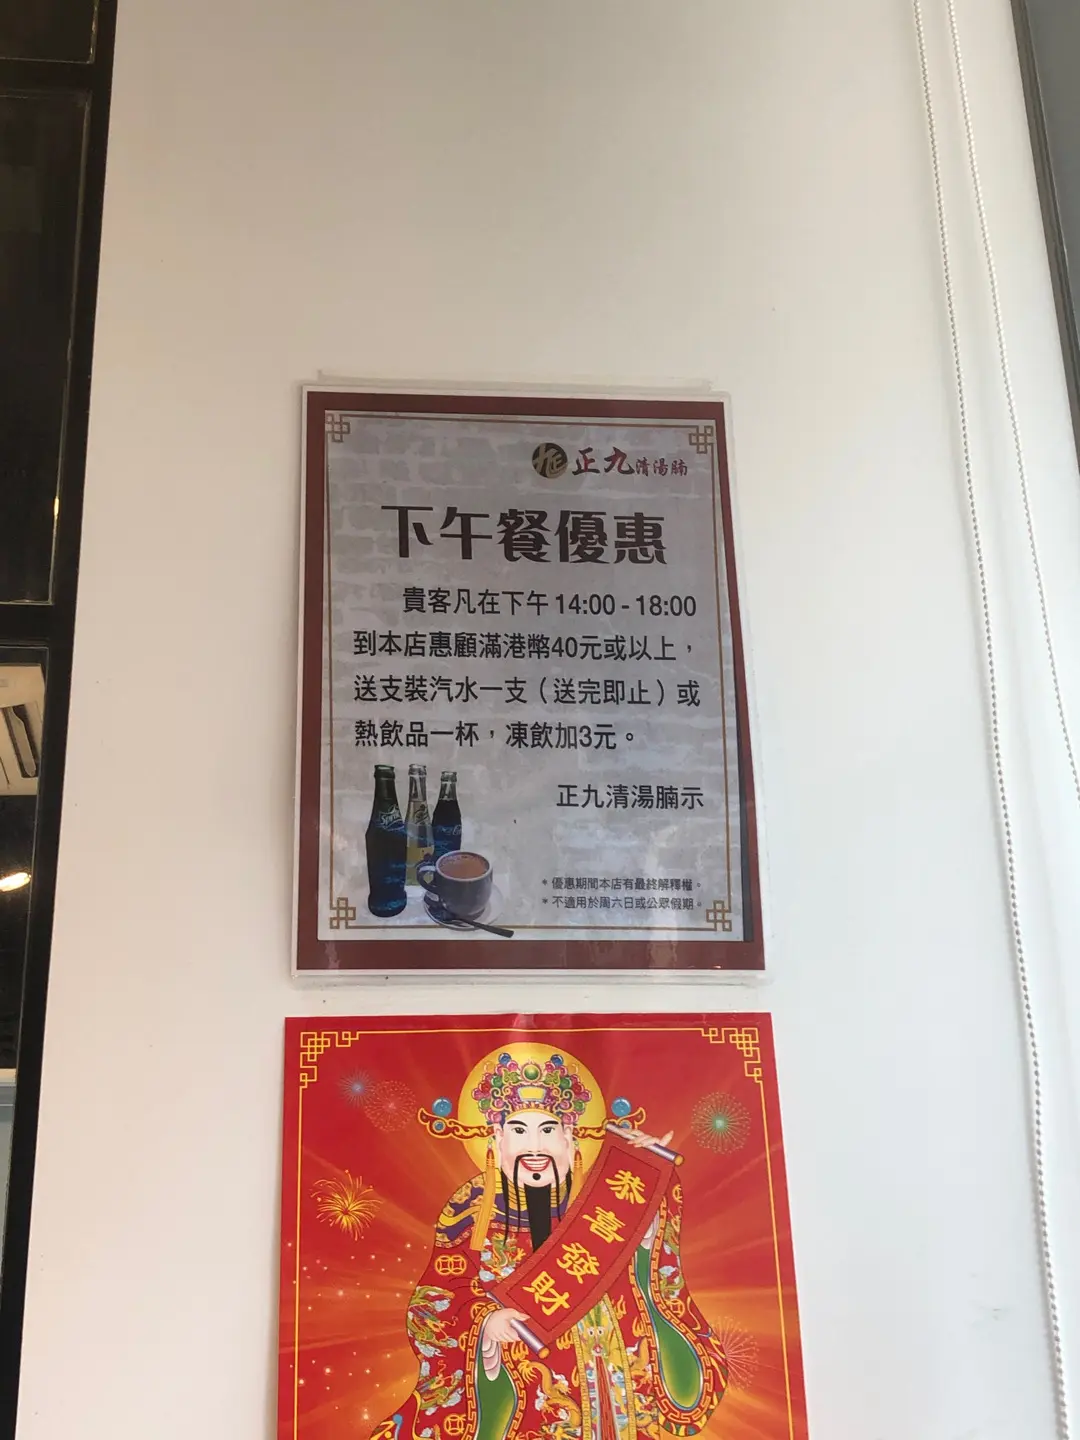 正九清湯腩
下午餐優惠
貴客凡在下午14:00-18:00
到本店惠顧滿港幣40元或以上，
送支裝汽水一支（送完即止）或
熱飲品一杯，凍飲加3元。
正九清湯腩示
Sprite
*優惠期間本店有最終解釋權。
*不適用於周六日或公眾假期。
恭喜發財